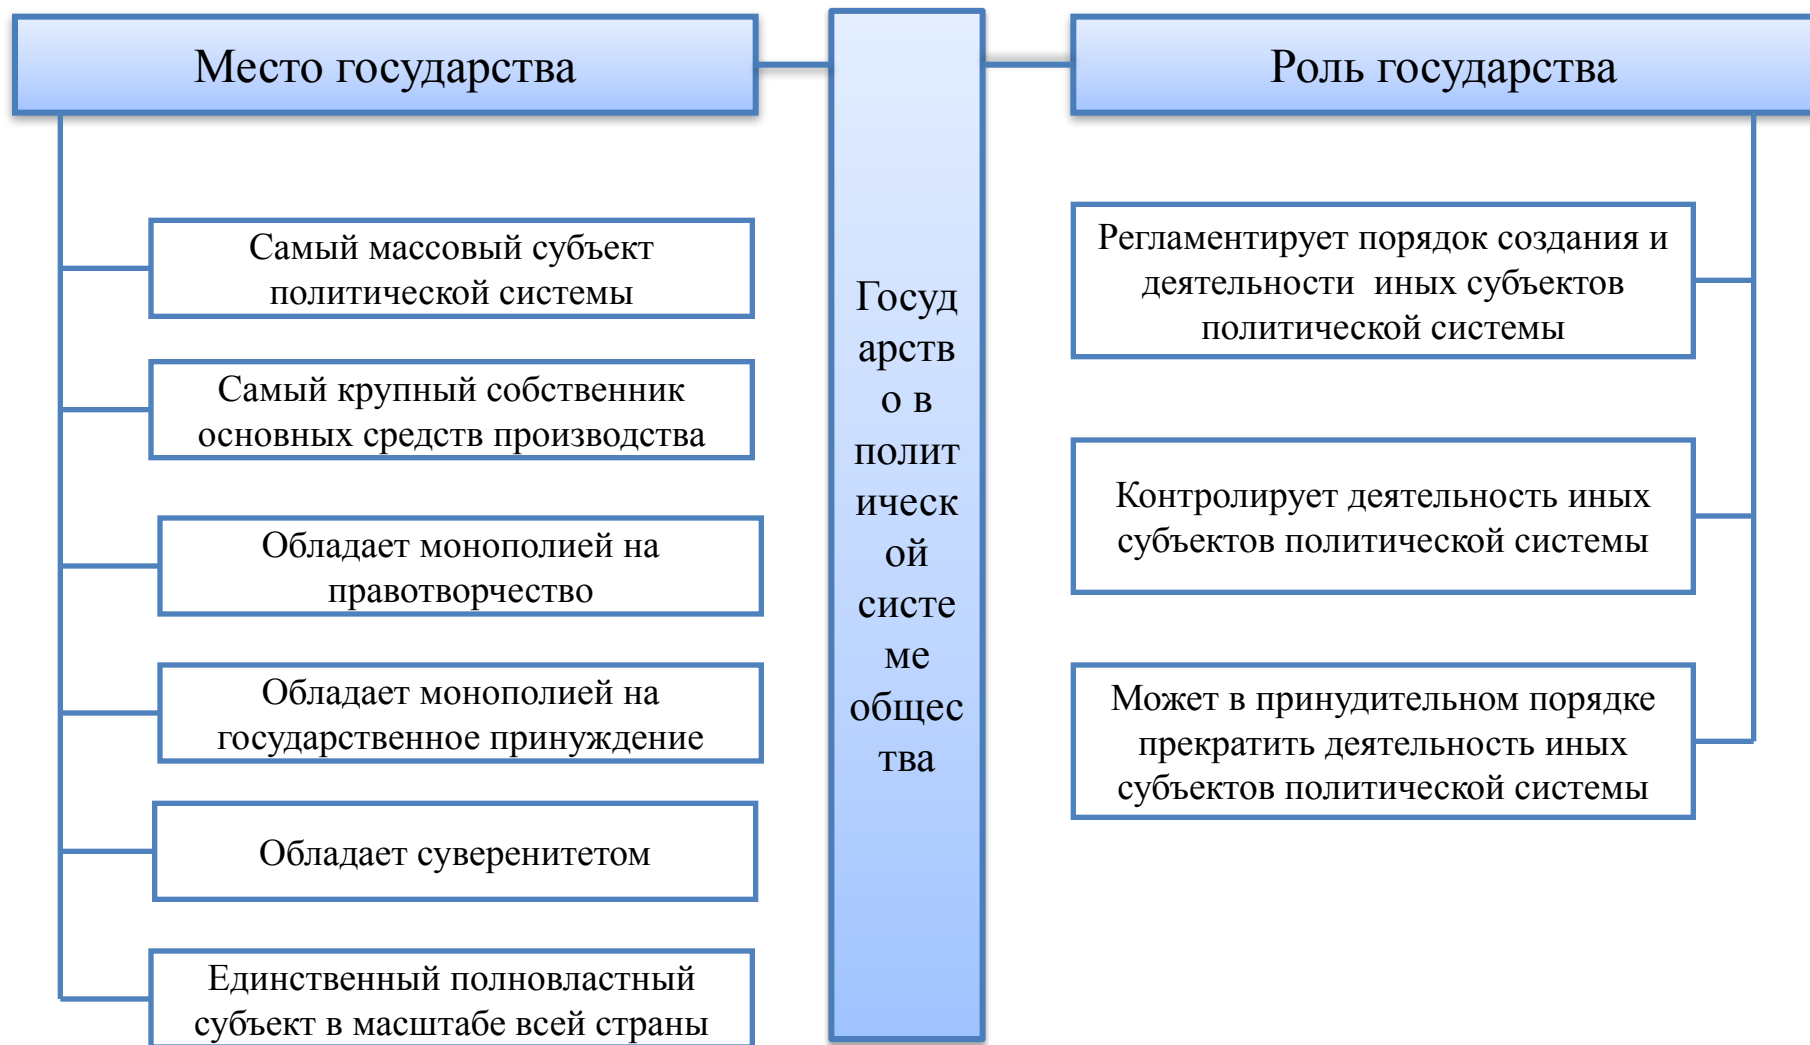 Место государства
Самый массовый субъект
политической системы
Самый крупный собственник
основных средств производства
Обладает монополией на
правотворчество
Обладает монополией на
государственное принуждение
Обладает суверенитетом
Единственный полновластный
субъект в масштабе всей страны
Госуд
арств
о в
полит
ическ
ой
систе
ме
общес
тва
Роль государства
Регламентирует порядок создания и
деятельности иных субъектов
политической системы
Контролирует деятельность иных
субъектов политической системы
Может в принудительном порядке
прекратить деятельность иных
субъектов политической системы